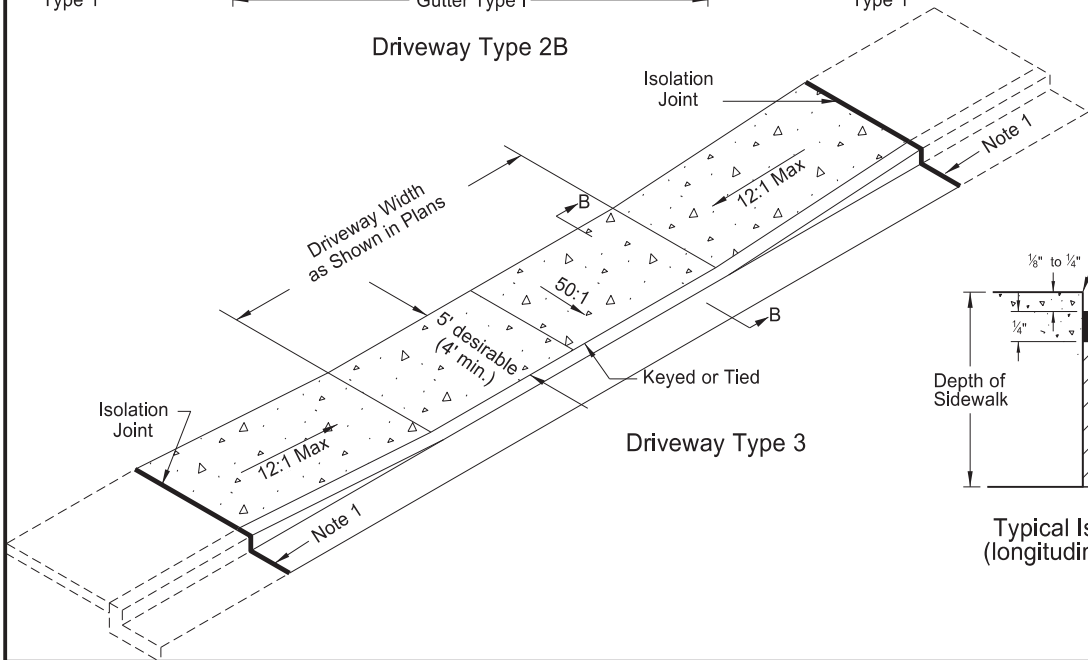 Type 1
Gutter Type I
Type 1
Driveway Type 2B
Isolation
Joint
Note 1
12:1 Max
Driveway Width
as Shown in Plans
B
50:1
⅛" to ¼"
5' desirable
(4' min.)
B
¼"
Keyed or Tied
Depth of
Sidewalk
Isolation
Joint
12:1 Max
Driveway Type 3
Note 1
Typical Is
(longitudin